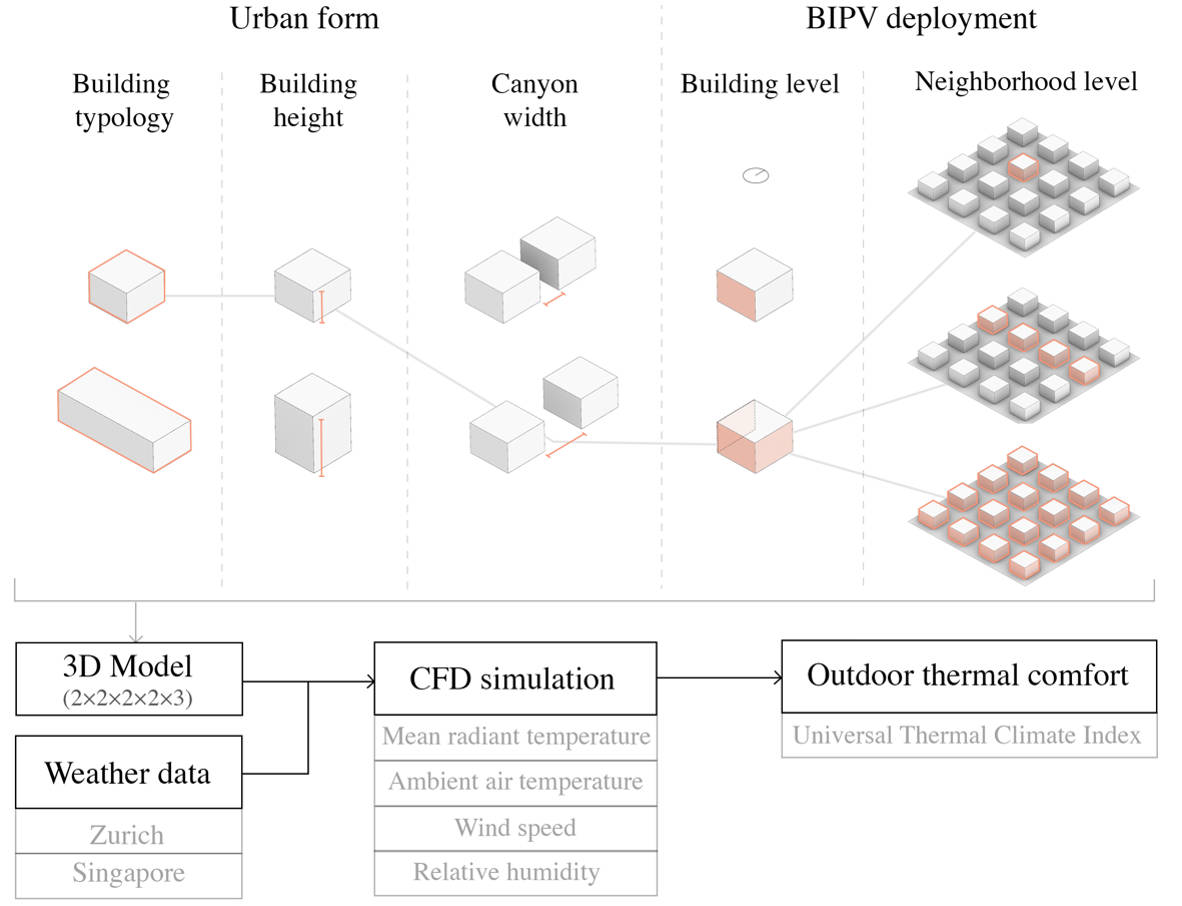 Urban form
BIPV deployment
Building
typology
Building
height
Canyon
width
Building level
Neighborhood level
3D Model
(2×2×2×2×3)
Weather data
Zurich
Singapore
CFD simulation
Mean radiant temperature
Ambient air temperature
Wind speed
Relative humidity
Outdoor thermal comfort
Universal Thermal Climate Index